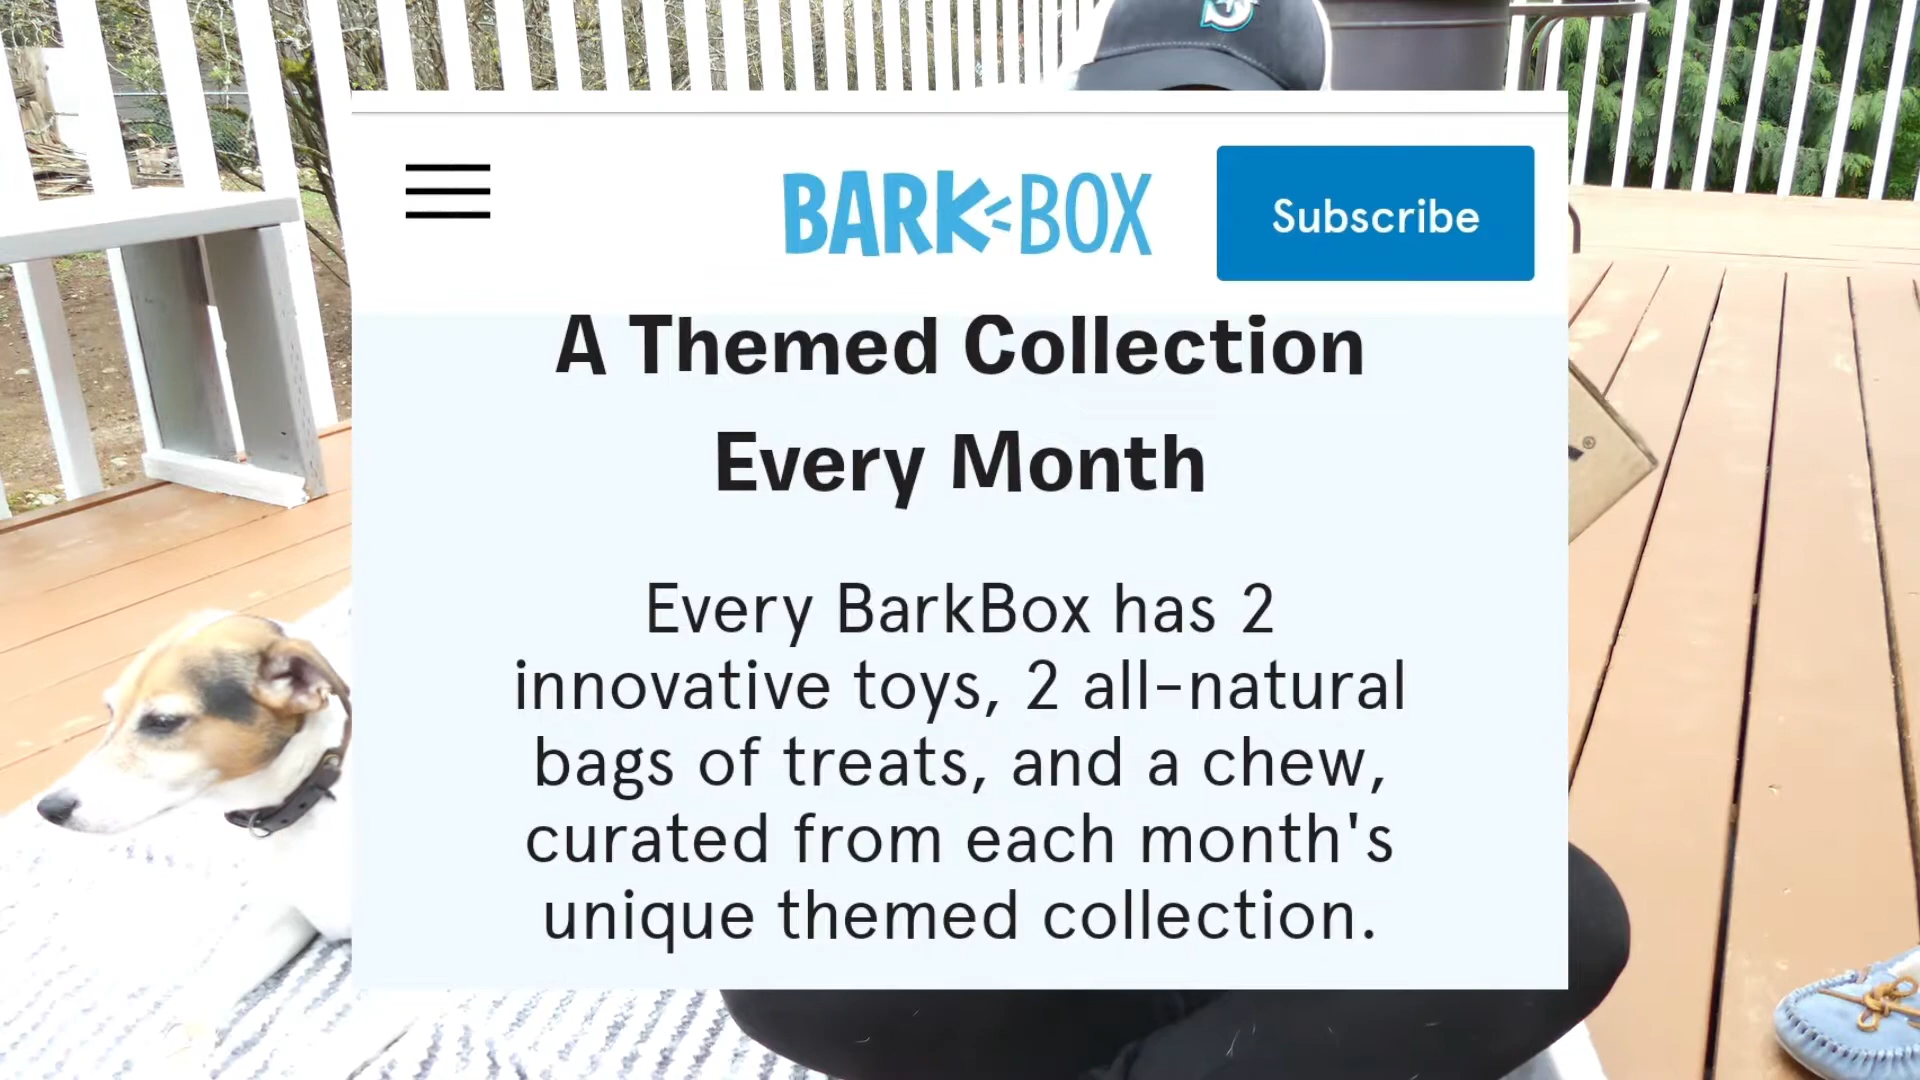 BARK BOX
Subscribe
A Themed Collection
Every Month
Every BarkBox has 2
innovative toys, 2 all-natural
bags of treats, and a chew,
curated from each month's
unique themed collection.